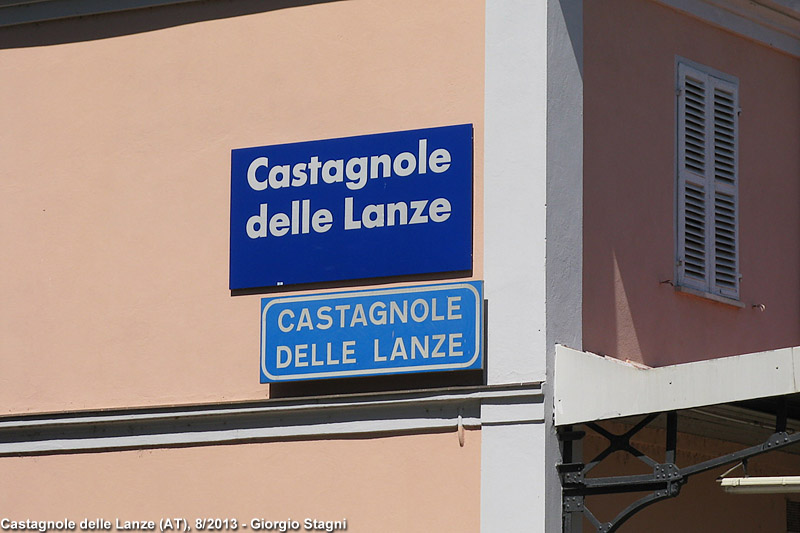 Castagnole
delle Lanze
CASTAGNOLE
DELLE LANZE
Castagnole delle Lanze (AT), 8/2013 - Giorgio Stagni